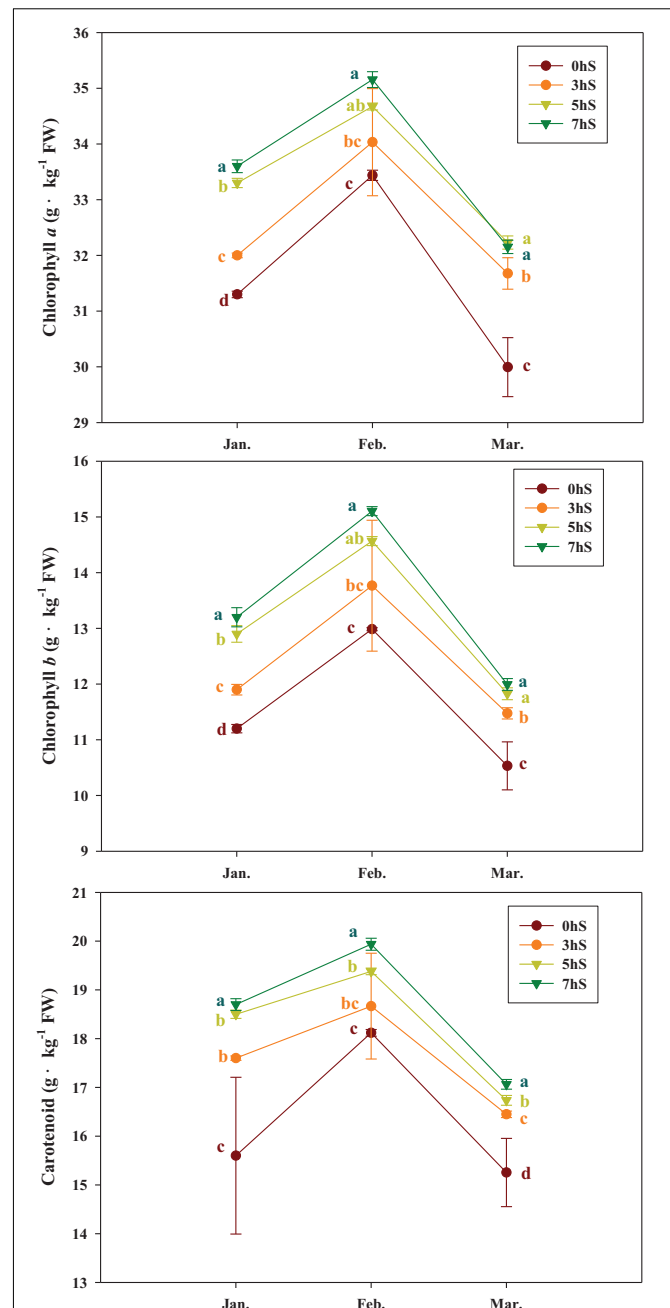 36
35
34
33
32
31
30
29
Chlorophyll a (g · kg-1 FW)
0hS
3hS
5hS
7hS
a
ab
bc
c
a
b
c
d
a
a
b
c
Jan. Feb. Mar.
16
15
14
13
12
11
10
9
Chlorophyll b (g · kg-1 FW)
0hS
3hS
5hS
7hS
a
ab
bc
c
a
b
c
d
a
a
b
c
Jan. Feb. Mar.
21
20
19
18
17
16
15
14
13
Carotenoid (g · kg-1 FW)
0hS
3hS
5hS
7hS
a
b
bc
c
a
b
b
c
a
b
c
d
Jan. Feb. Mar.